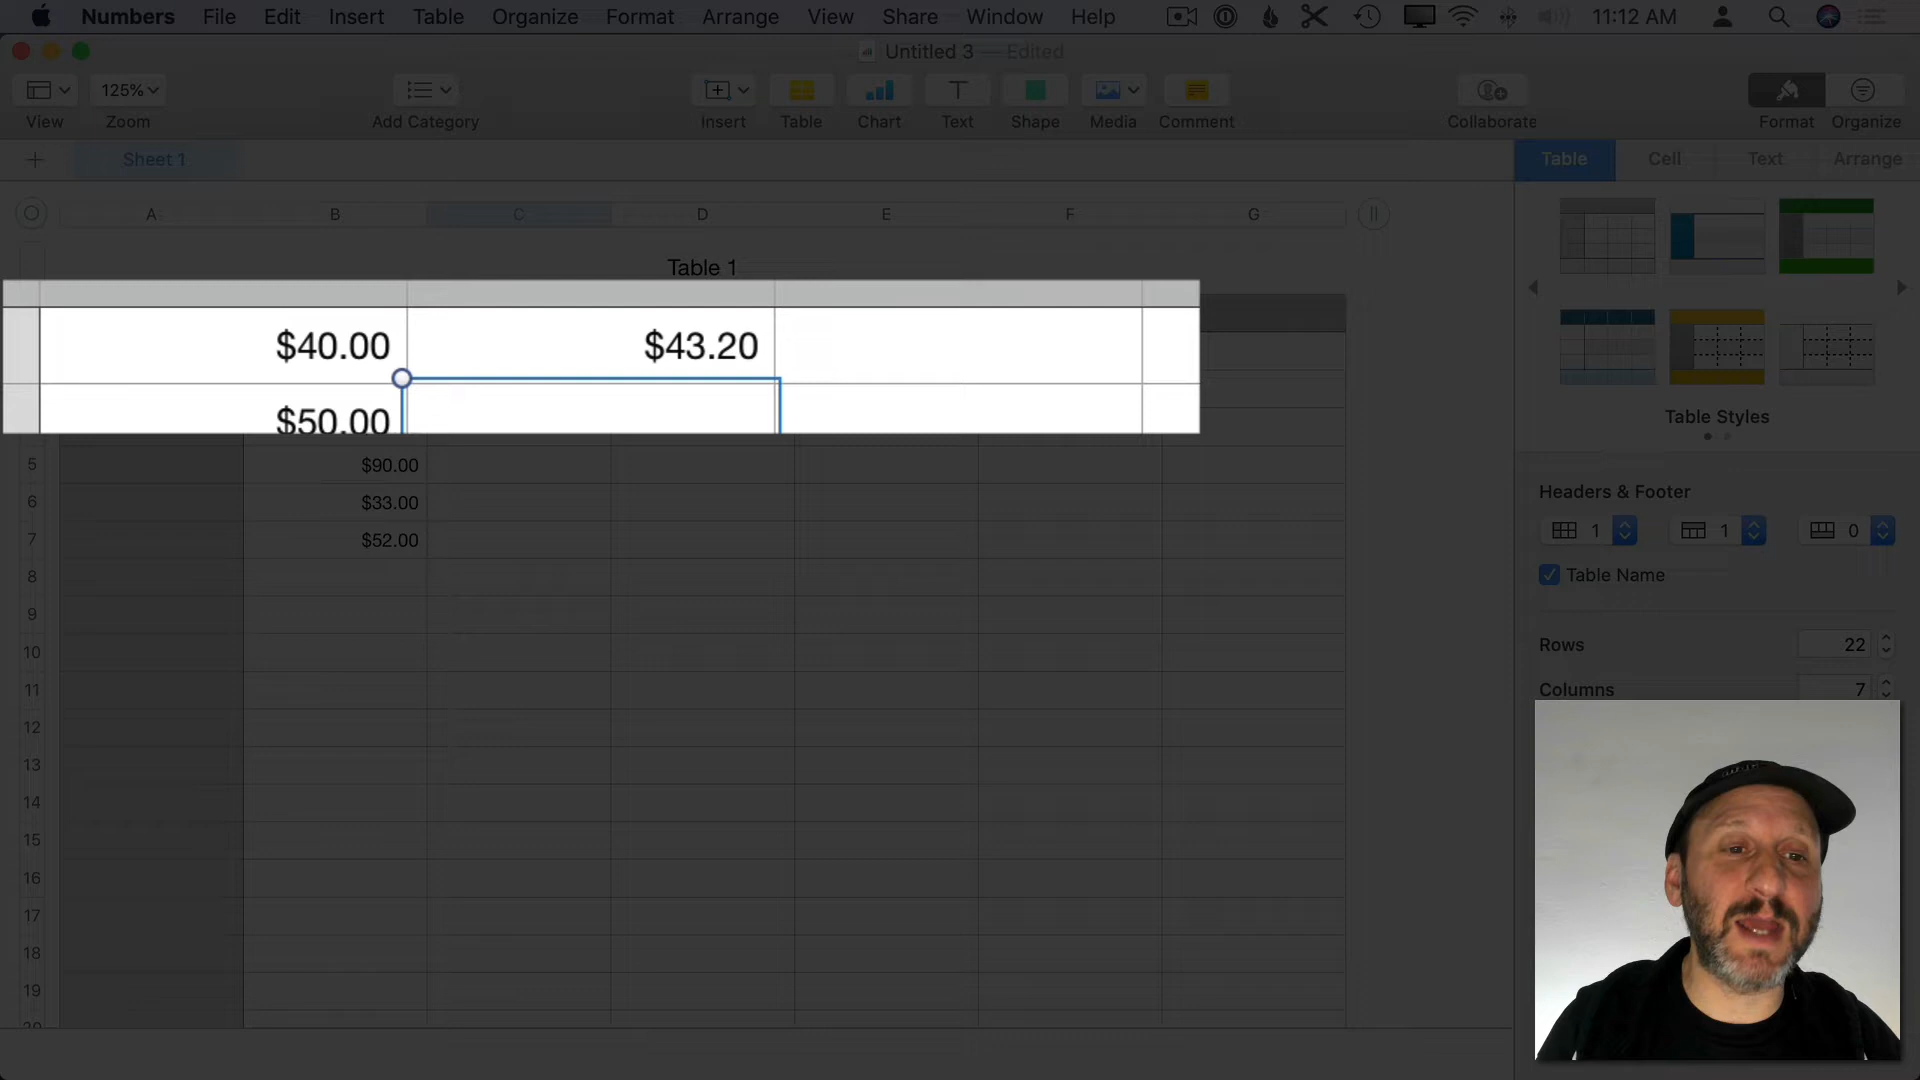 Numbers File Edit Insert Table Organize Format Arrange View Share Window Help 11:12 AM
Untitled 3 — Edited
125%
View Zoom Add Category Insert Table Chart Text Shape Media Comment Collaborate Format Organize
Sheet 1
Table Cell Text Arrange
A B C D E F G
Table 1
$40.00 $43.20
$50.00
5 $90.00
6 $33.00
7 $52.00
8
9
10
11
12
13
14
15
16
17
18
19
20
Table Styles
Headers & Footer
1 1 0
Table Name
Rows 22
Columns 7